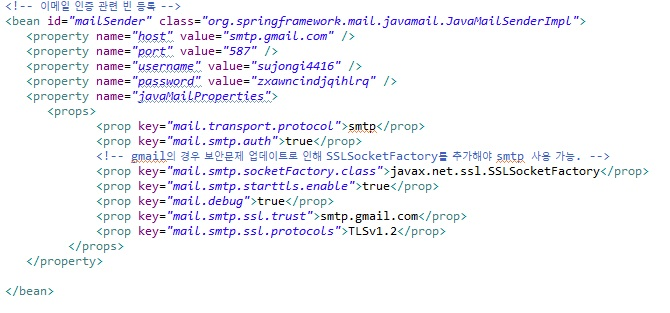 <!-- 이메일 인증 관련 빈 등록 -->
<bean id="mailSender" class="org.springframework.mail.javamail.JavaMailSenderImpl">
<property name="host" value="smtp.gmail.com" />
<property name="port" value="587" />
<property name="username" value="sujongi4416" />
<property name="password" value="zxawncindjqihlrq" />
<property name="javaMailProperties">
<props>
<prop key="mail.transport.protocol">smtp</prop>
<prop key="mail.smtp.auth">true</prop>
<!-- gmail의 경우 보안문제 업데이트로 인해 SSLSocketFactory를 추가해야 smtp 사용 가능. -->
<prop key="mail.smtp.socketFactory.class">javax.net.ssl.SSLSocketFactory</prop>
<prop key="mail.smtp.starttls.enable">true</prop>
<prop key="mail.debug">true</prop>
<prop key="mail.smtp.ssl.trust">smtp.gmail.com</prop>
<prop key="mail.smtp.ssl.protocols">TLSv1.2</prop>
</props>
</property>
</bean>